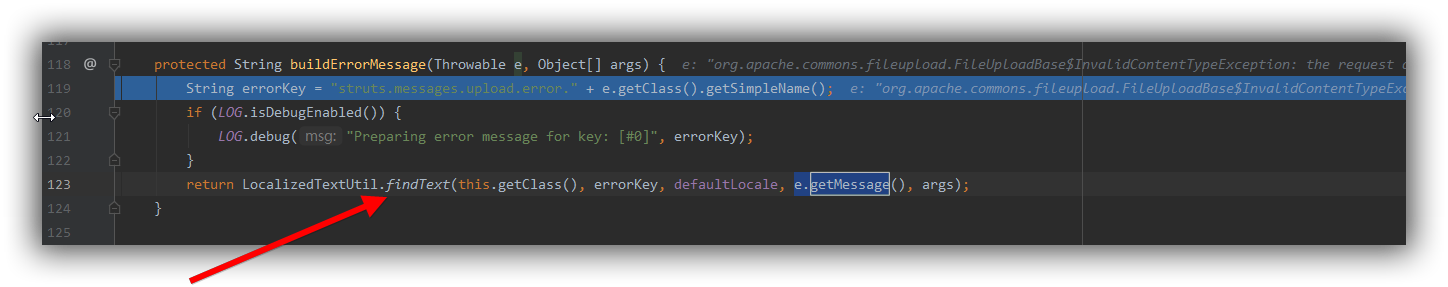 118 @ protected String buildErrorMessage(Throwable e, Object[] args) { e: "org.apache.commons.fileupload.FileUploadBase$InvalidContentTypeException: the request
119 String errorKey = "struts.messages.upload.error." + e.getClass().getSimpleName(); e: "org.apache.commons.fileupload.FileUploadBase$InvalidContentTypeExc
120 if (LOG.isDebugEnabled()) {
121 LOG.debug( msg: "Preparing error message for key: [#0]", errorKey);
122 }
123 return LocalizedTextUtil.findText(this.getClass(), errorKey, defaultLocale, e.getMessage(), args);
124 }
125